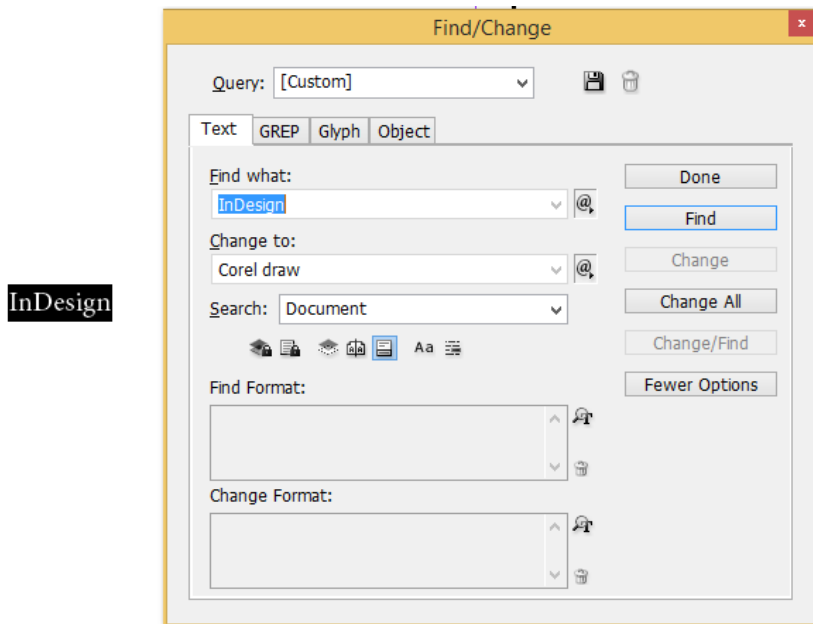 Find/Change
x
Query: [Custom]
Text GREP Glyph Object
Find what:
InDesign
@
Done
Find
Change to:
Corel draw
@
Change
InDesign
Search: Document
Change All
Aa
Change/Find
Find Format:
Fewer Options
T
Change Format:
T